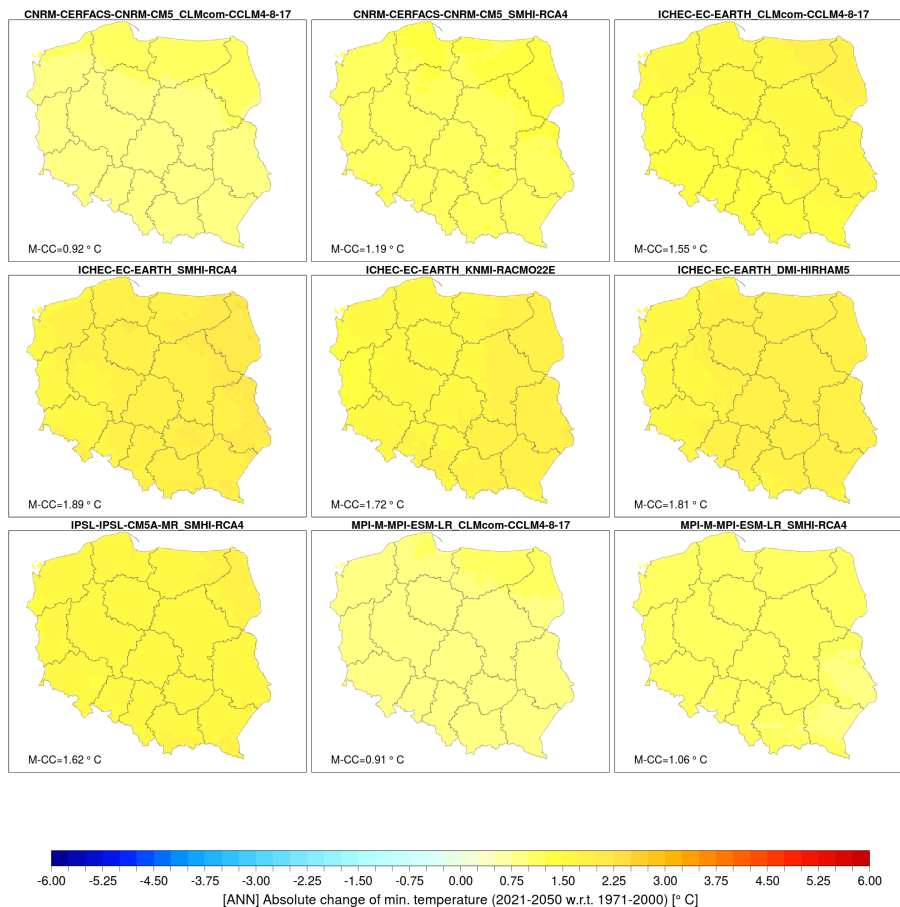 CNRM-CERFACS-CNRM-CM5_CLMcom-CCLM4-8-17
CNRM-CERFACS-CNRM-CM5_SMHI-RCA4
ICHEC-EC-EARTH_CLMcom-CCLM4-8-17
M-CC=0.92 ° C
M-CC=1.19 ° C
M-CC=1.55 ° C
ICHEC-EC-EARTH_SMHI-RCA4
ICHEC-EC-EARTH_KNMI-RACMO22E
ICHEC-EC-EARTH_DMI-HIRHAM5
M-CC=1.89 ° C
M-CC=1.72 ° C
M-CC=1.81 ° C
IPSL-IPSL-CM5A-MR_SMHI-RCA4
MPI-M-MPI-ESM-LR_CLMcom-CCLM4-8-17
MPI-M-MPI-ESM-LR_SMHI-RCA4
M-CC=1.62 ° C
M-CC=0.91 ° C
M-CC=1.06 ° C
-6.00 -5.25 -4.50 -3.75 -3.00 -2.25 -1.50 -0.75 0.00 0.75 1.50 2.25 3.00 3.75 4.50 5.25 6.00
[ANN] Absolute change of min. temperature (2021-2050 w.r.t. 1971-2000) [° C]